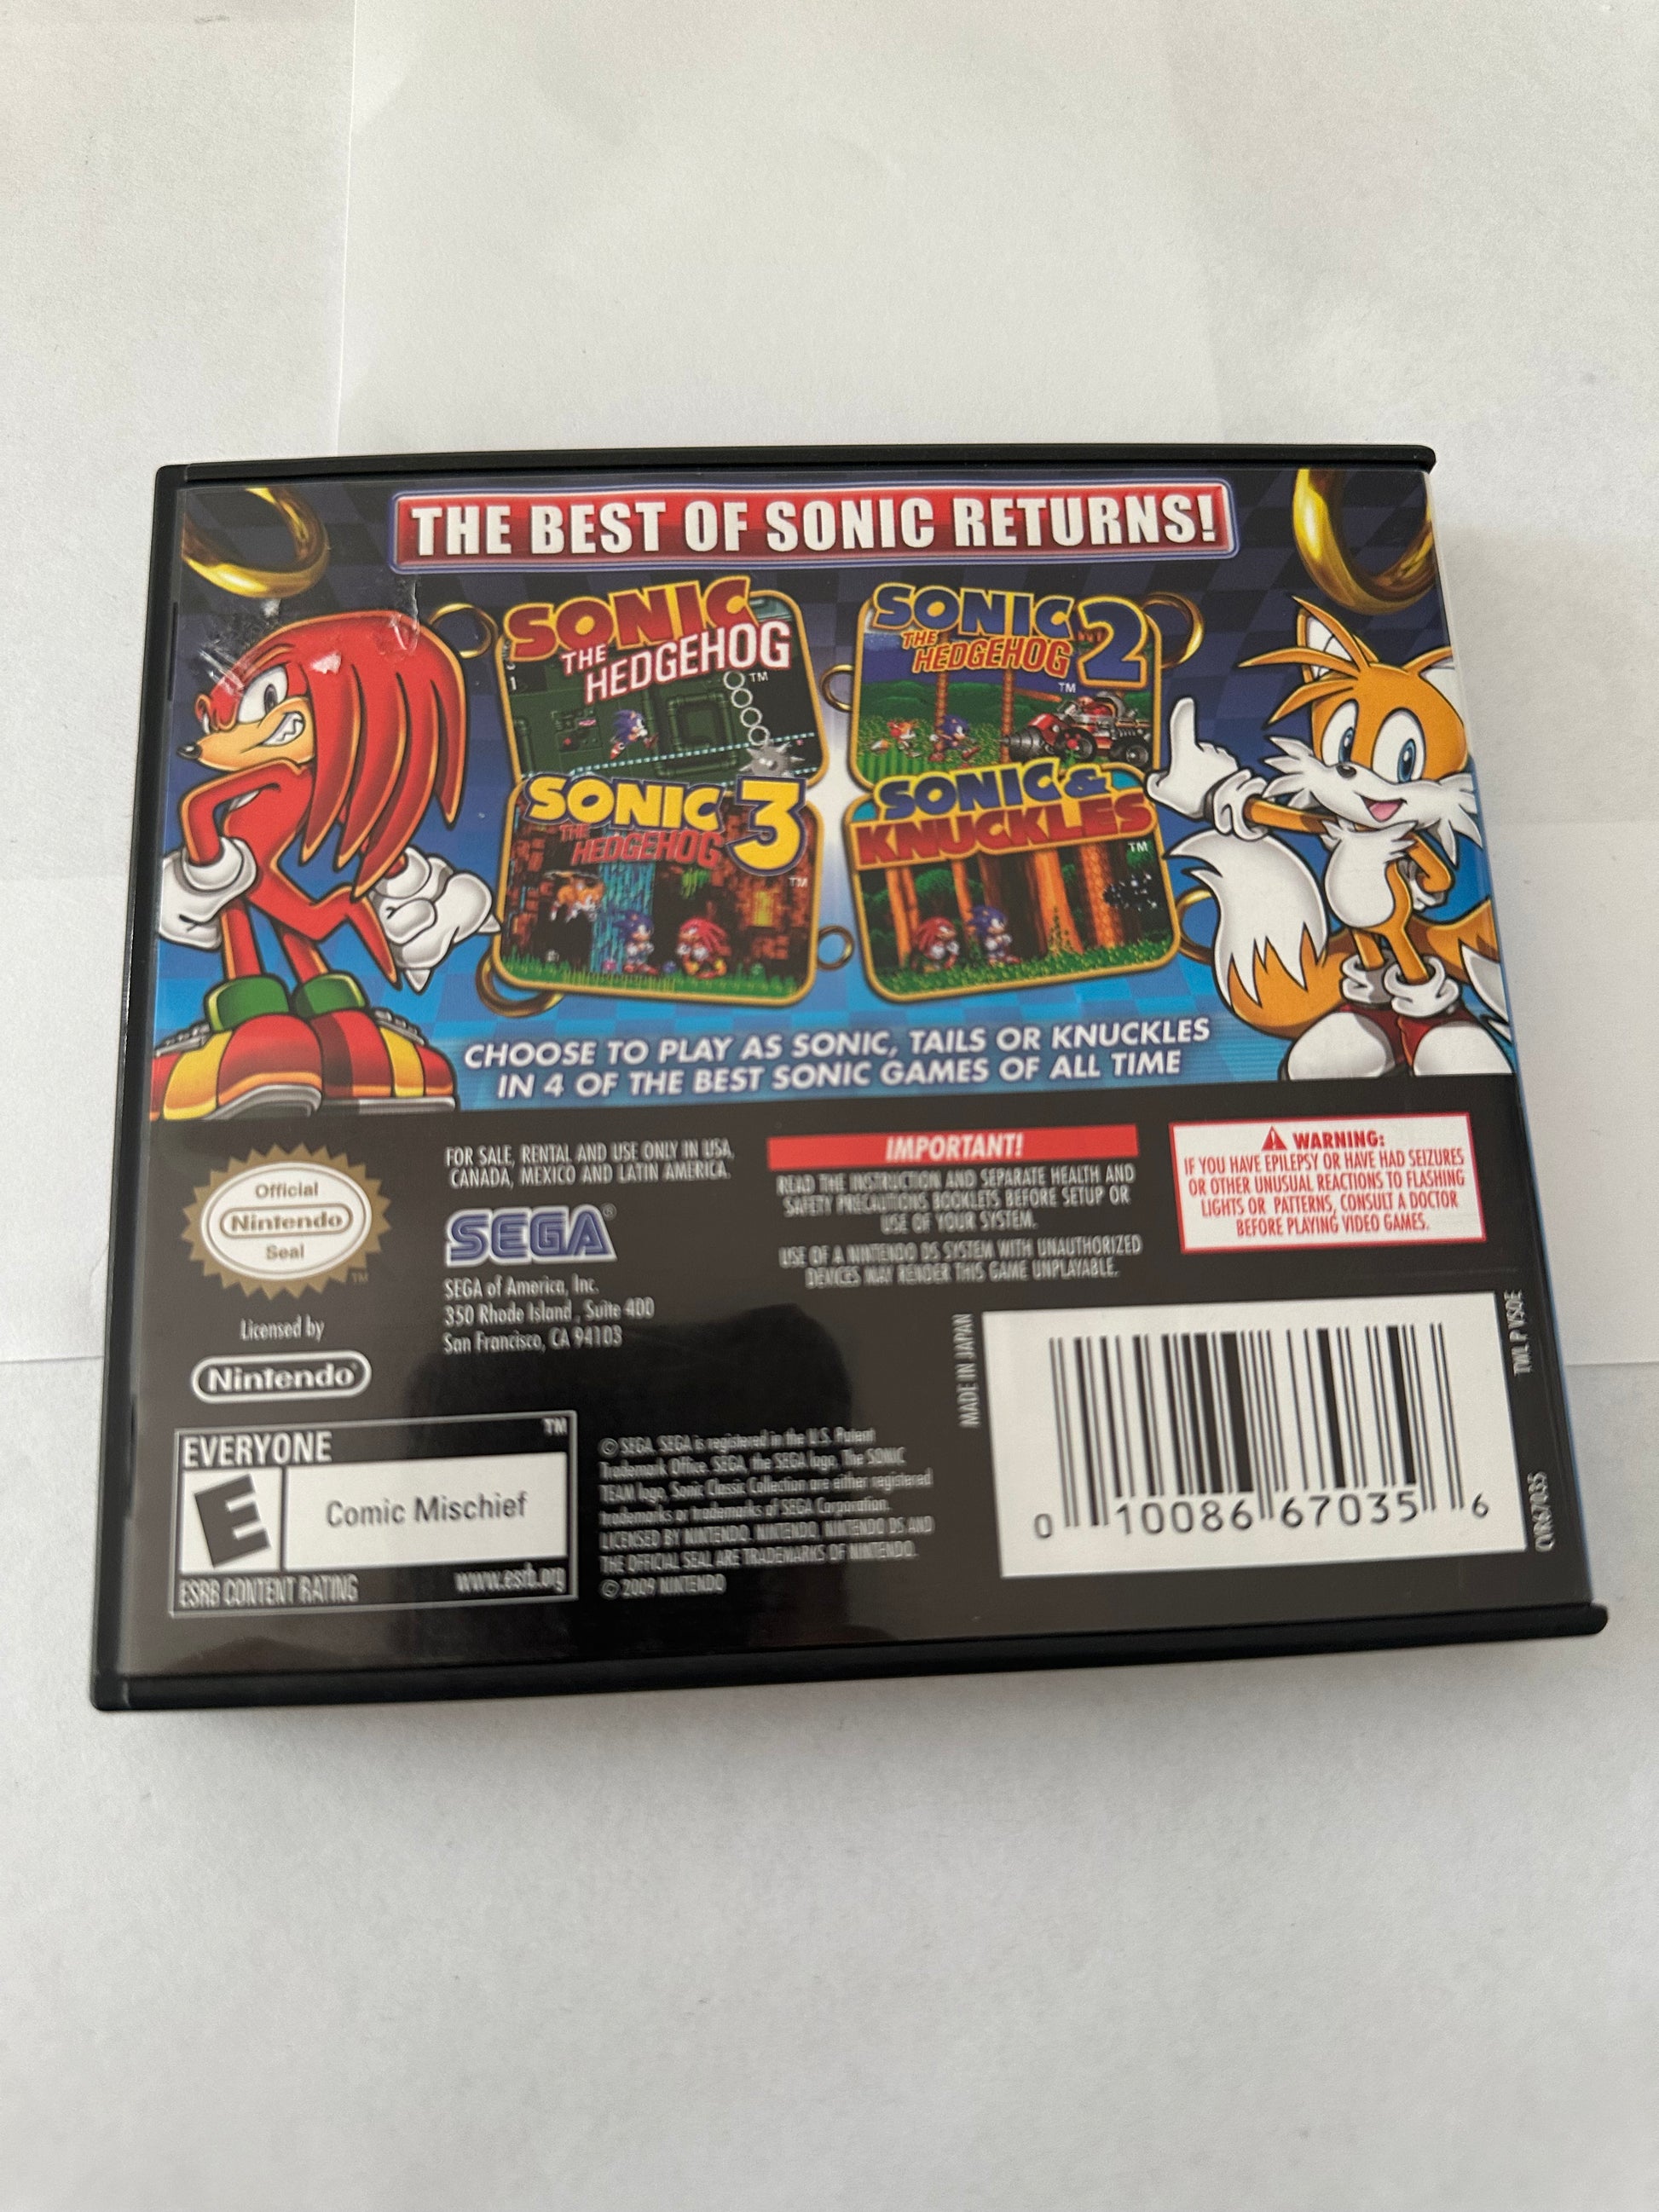 THE BEST OF SONIC RETURNS!
SONIC
THE
HEDGEHOG
TM
SONIC
THE
HEDGEHOG
2
TM
SONIC
THE
HEDGEHOG
3
TM
SONIC &
KNUCKLES
TM
CHOOSE TO PLAY AS SONIC, TAILS OR KNUCKLES
IN 4 OF THE BEST SONIC GAMES OF ALL TIME
Official
Nintendo
Seal
TM
Licensed by
Nintendo®
FOR SALE, RENTAL AND USE ONLY IN USA,
CANADA, MEXICO AND LATIN AMERICA.
SEGA®
SEGA of America, Inc.
350 Rhode Island, Suite 400
San Francisco, CA 94103
IMPORTANT!
READ THE INSTRUCTION AND SEPARATE HEALTH AND
SAFETY PRECAUTIONS BOOKLETS BEFORE SETUP OR
USE OF YOUR SYSTEM.
USE OF A NINTENDO DS SYSTEM WITH UNAUTHORIZED
DEVICES MAY RENDER THIS GAME UNPLAYABLE.
WARNING:
IF YOU HAVE EPILEPSY OR HAVE HAD SEIZURES
OR OTHER UNUSUAL REACTIONS TO FLASHING
LIGHTS OR PATTERNS, CONSULT A DOCTOR
BEFORE PLAYING VIDEO GAMES.
EVERYONE
TM
E
Comic Mischief
ESRB CONTENT RATING
www.esrb.org
© SEGA. SEGA is registered in the U.S. Patent
Trademark Office. SEGA, the SEGA logo, The SONIC
TEAM logo, Sonic Classic Collection are either registered
trademarks or trademarks of SEGA Corporation.
LICENSED BY NINTENDO. NINTENDO, NINTENDO DS AND
THE OFFICIAL SEAL ARE TRADEMARKS OF NINTENDO.
© 2009 NINTENDO
MADE IN JAPAN
0 10086 67035 6
TWL P VSOE
CVR67035